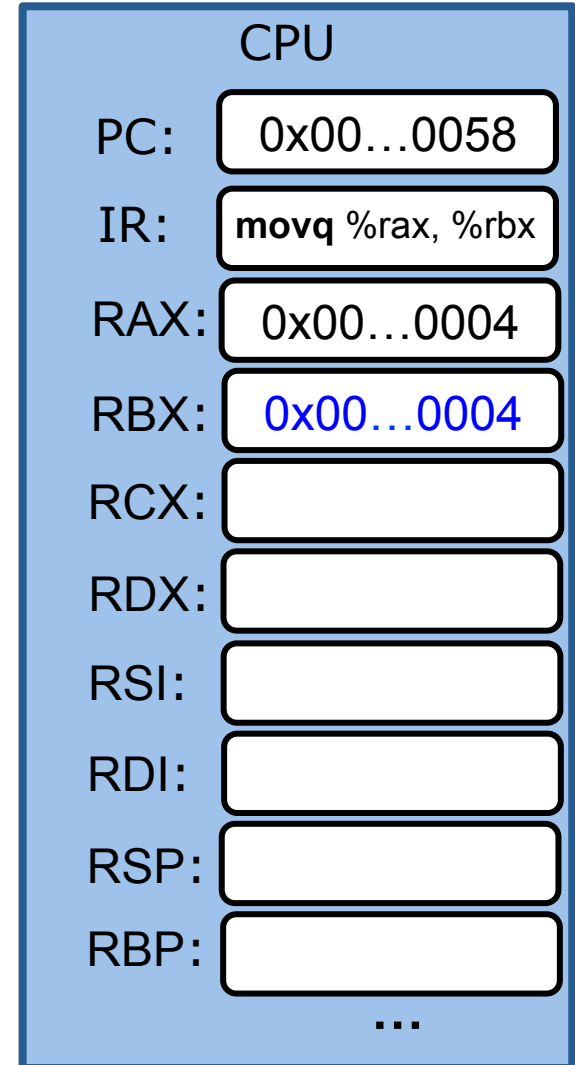 CPU
PC: 0x00…0058
IR: movq %rax, %rbx
RAX: 0x00…0004
RBX: 0x00…0004
RCX:
RDX:
RSI:
RDI:
RSP:
RBP:
…